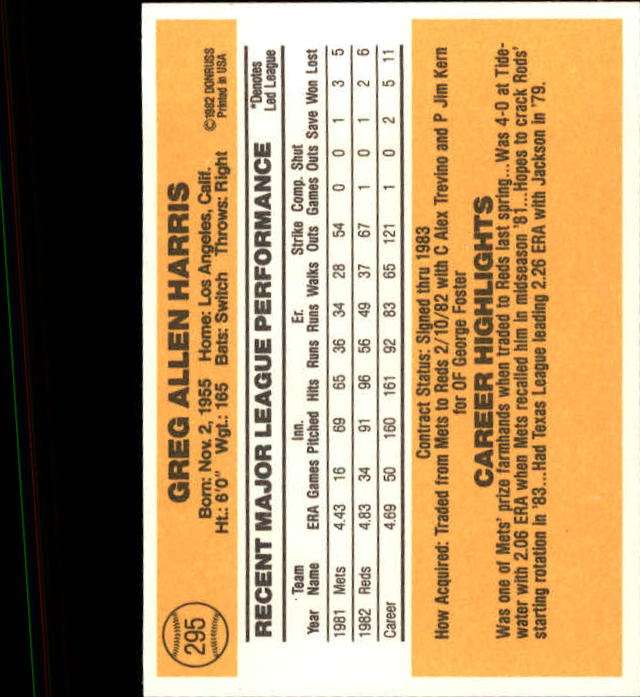 295
GREG ALLEN HARRIS
Born: Nov. 2, 1955 Home: Los Angeles, Calif.
Ht.: 6'0" Wgt.: 165 Bats: Switch Throws: Right
©1982 DONRUSS
Printed in USA
RECENT MAJOR LEAGUE PERFORMANCE
*Denotes
Led League
Team Inn. Er. Strike Comp. Shut
Year Name ERA Games Pitched Hits Runs Runs Walks Outs Games Outs Save Won Lost
1981 Mets 4.43 16 69 65 36 34 28 54 0 0 1 3 5
1982 Reds 4.83 34 91 96 56 49 37 67 1 0 1 2 6
Career 4.69 50 160 161 92 83 65 121 1 0 2 5 11
Contract Status: Signed thru 1983
How Acquired: Traded from Mets to Reds 2/10/82 with C Alex Trevino and P Jim Kern
for OF George Foster
CAREER HIGHLIGHTS
Was one of Mets' prize farmhands when traded to Reds last spring...Was 4-0 at Tide-
water with 2.06 ERA when Mets recalled him in midseason '81...Hopes to crack Rods'
starting rotation in '83...Had Texas League leading 2.26 ERA with Jackson in '79.